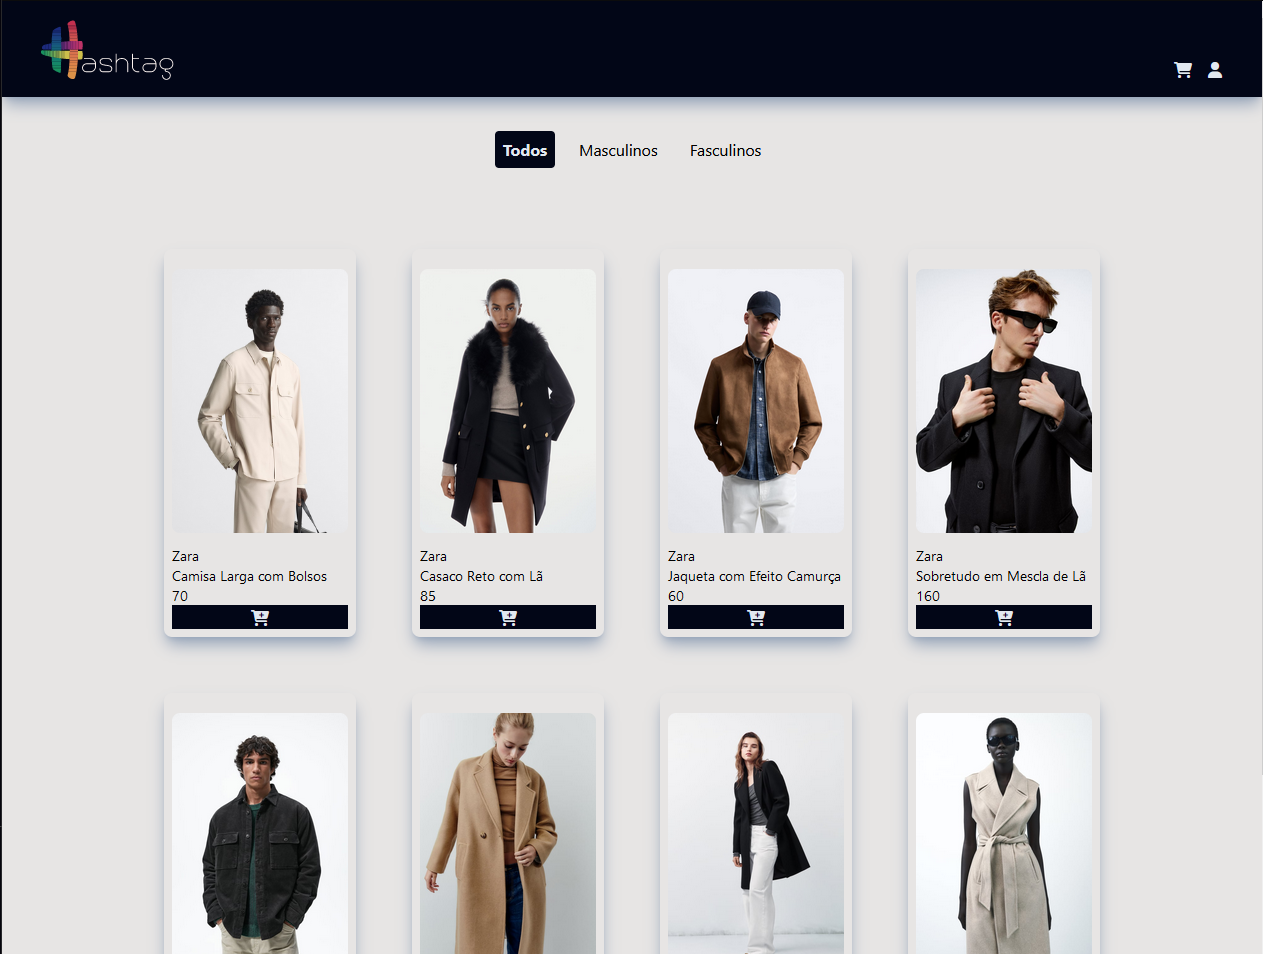 Hashtag
Todos Masculinos Fasculinos
Zara
Camisa Larga com Bolsos
70
Zara
Casaco Reto com Lã
85
Zara
Jaqueta com Efeito Camurça
60
Zara
Sobretudo em Mescla de Lã
160